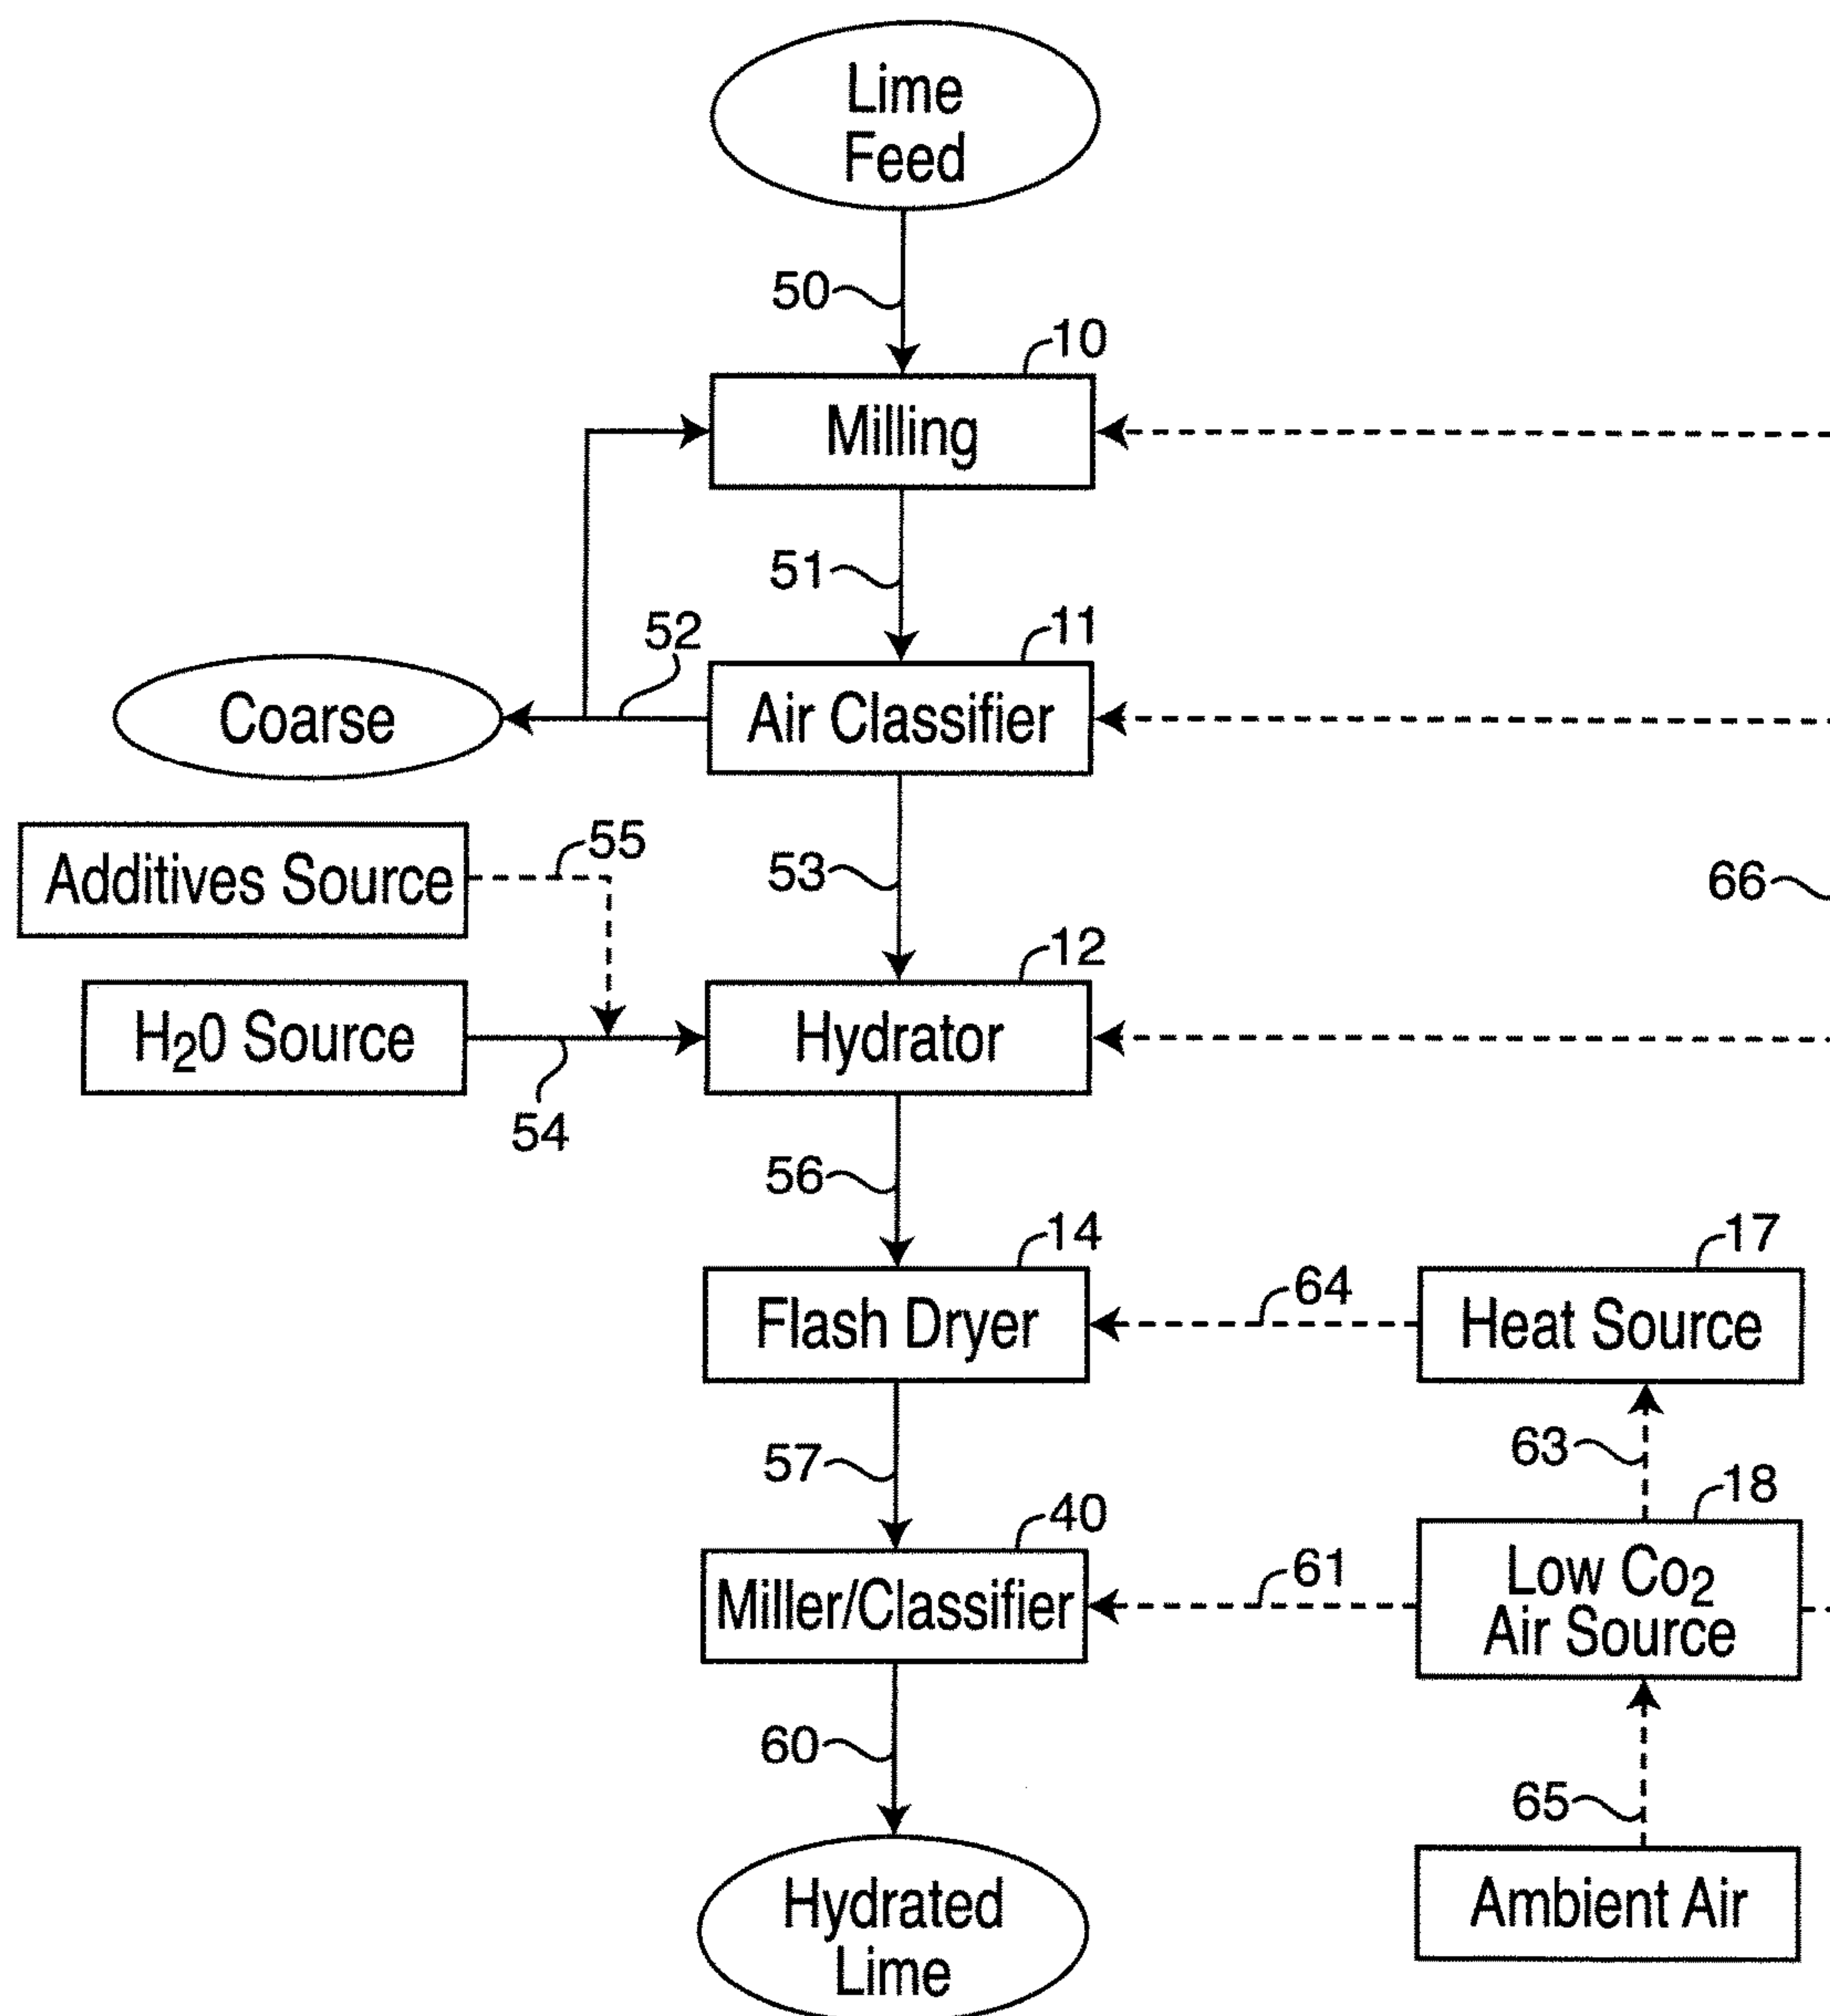 Lime
Feed
50
10
Milling
51
52
11
Coarse
Air Classifier
Additives Source
55
53
66
12
H₂0 Source
Hydrator
54
56
14
17
Flash Dryer
64
Heat Source
57
63
40
18
Miller/Classifier
61
Low Co₂
Air Source
60
65
Hydrated
Lime
Ambient Air